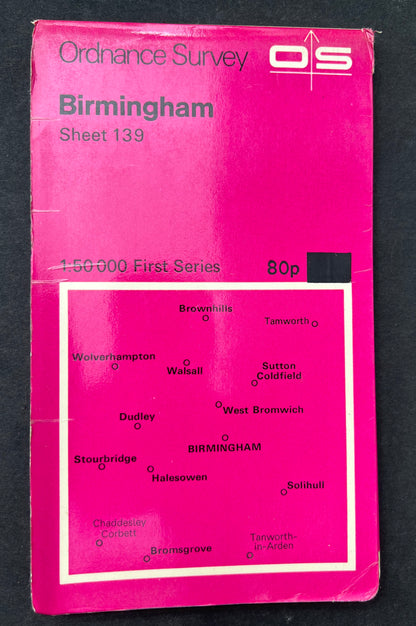 Ordnance Survey OS
Birmingham
Sheet 139
1:50 000 First Series 80p
Brownhills
Tamworth
Wolverhampton
Walsall
Sutton
Coldfield
West Bromwich
Dudley
BIRMINGHAM
Stourbridge
Halesowen
Solihull
Chaddesley
Corbett
Bromsgrove
Tanworth-
in-Arden